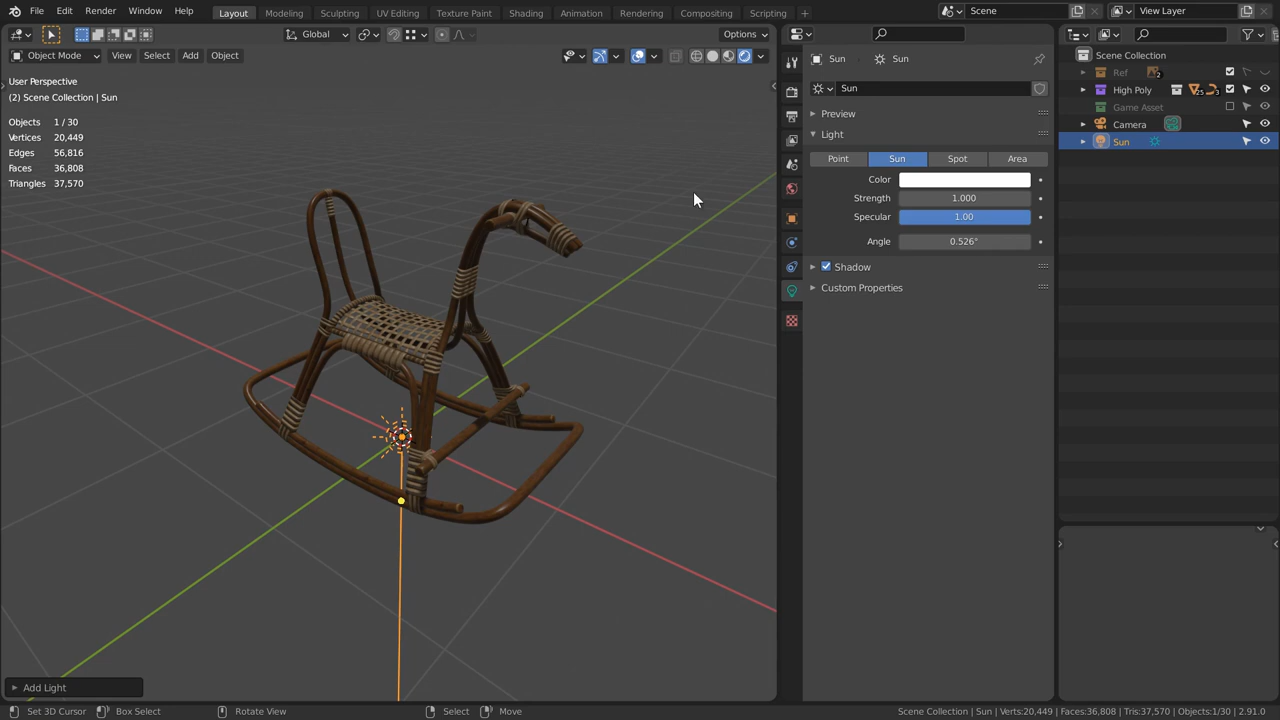 File Edit Render Window Help Layout Modeling Sculpting UV Editing Texture Paint Shading Animation Rendering Compositing Scripting + Scene View Layer
Global Options
Object Mode View Select Add Object
User Perspective
(2) Scene Collection | Sun
Objects 1 / 30
Vertices 20,449
Edges 56,816
Faces 36,808
Triangles 37,570
Add Light
Sun Sun
Sun
Preview
Light
Point Sun Spot Area
Color
Strength 1.000
Specular 1.00
Angle 0.526°
Shadow
Custom Properties
Scene Collection
Ref 2
High Poly 25 3
Game Asset
Camera
Sun
Set 3D Cursor Box Select Rotate View Select Move Scene Collection | Sun | Verts:20,449 | Faces:36,808 | Tris:37,570 | Objects:1/30 | 2.91.0